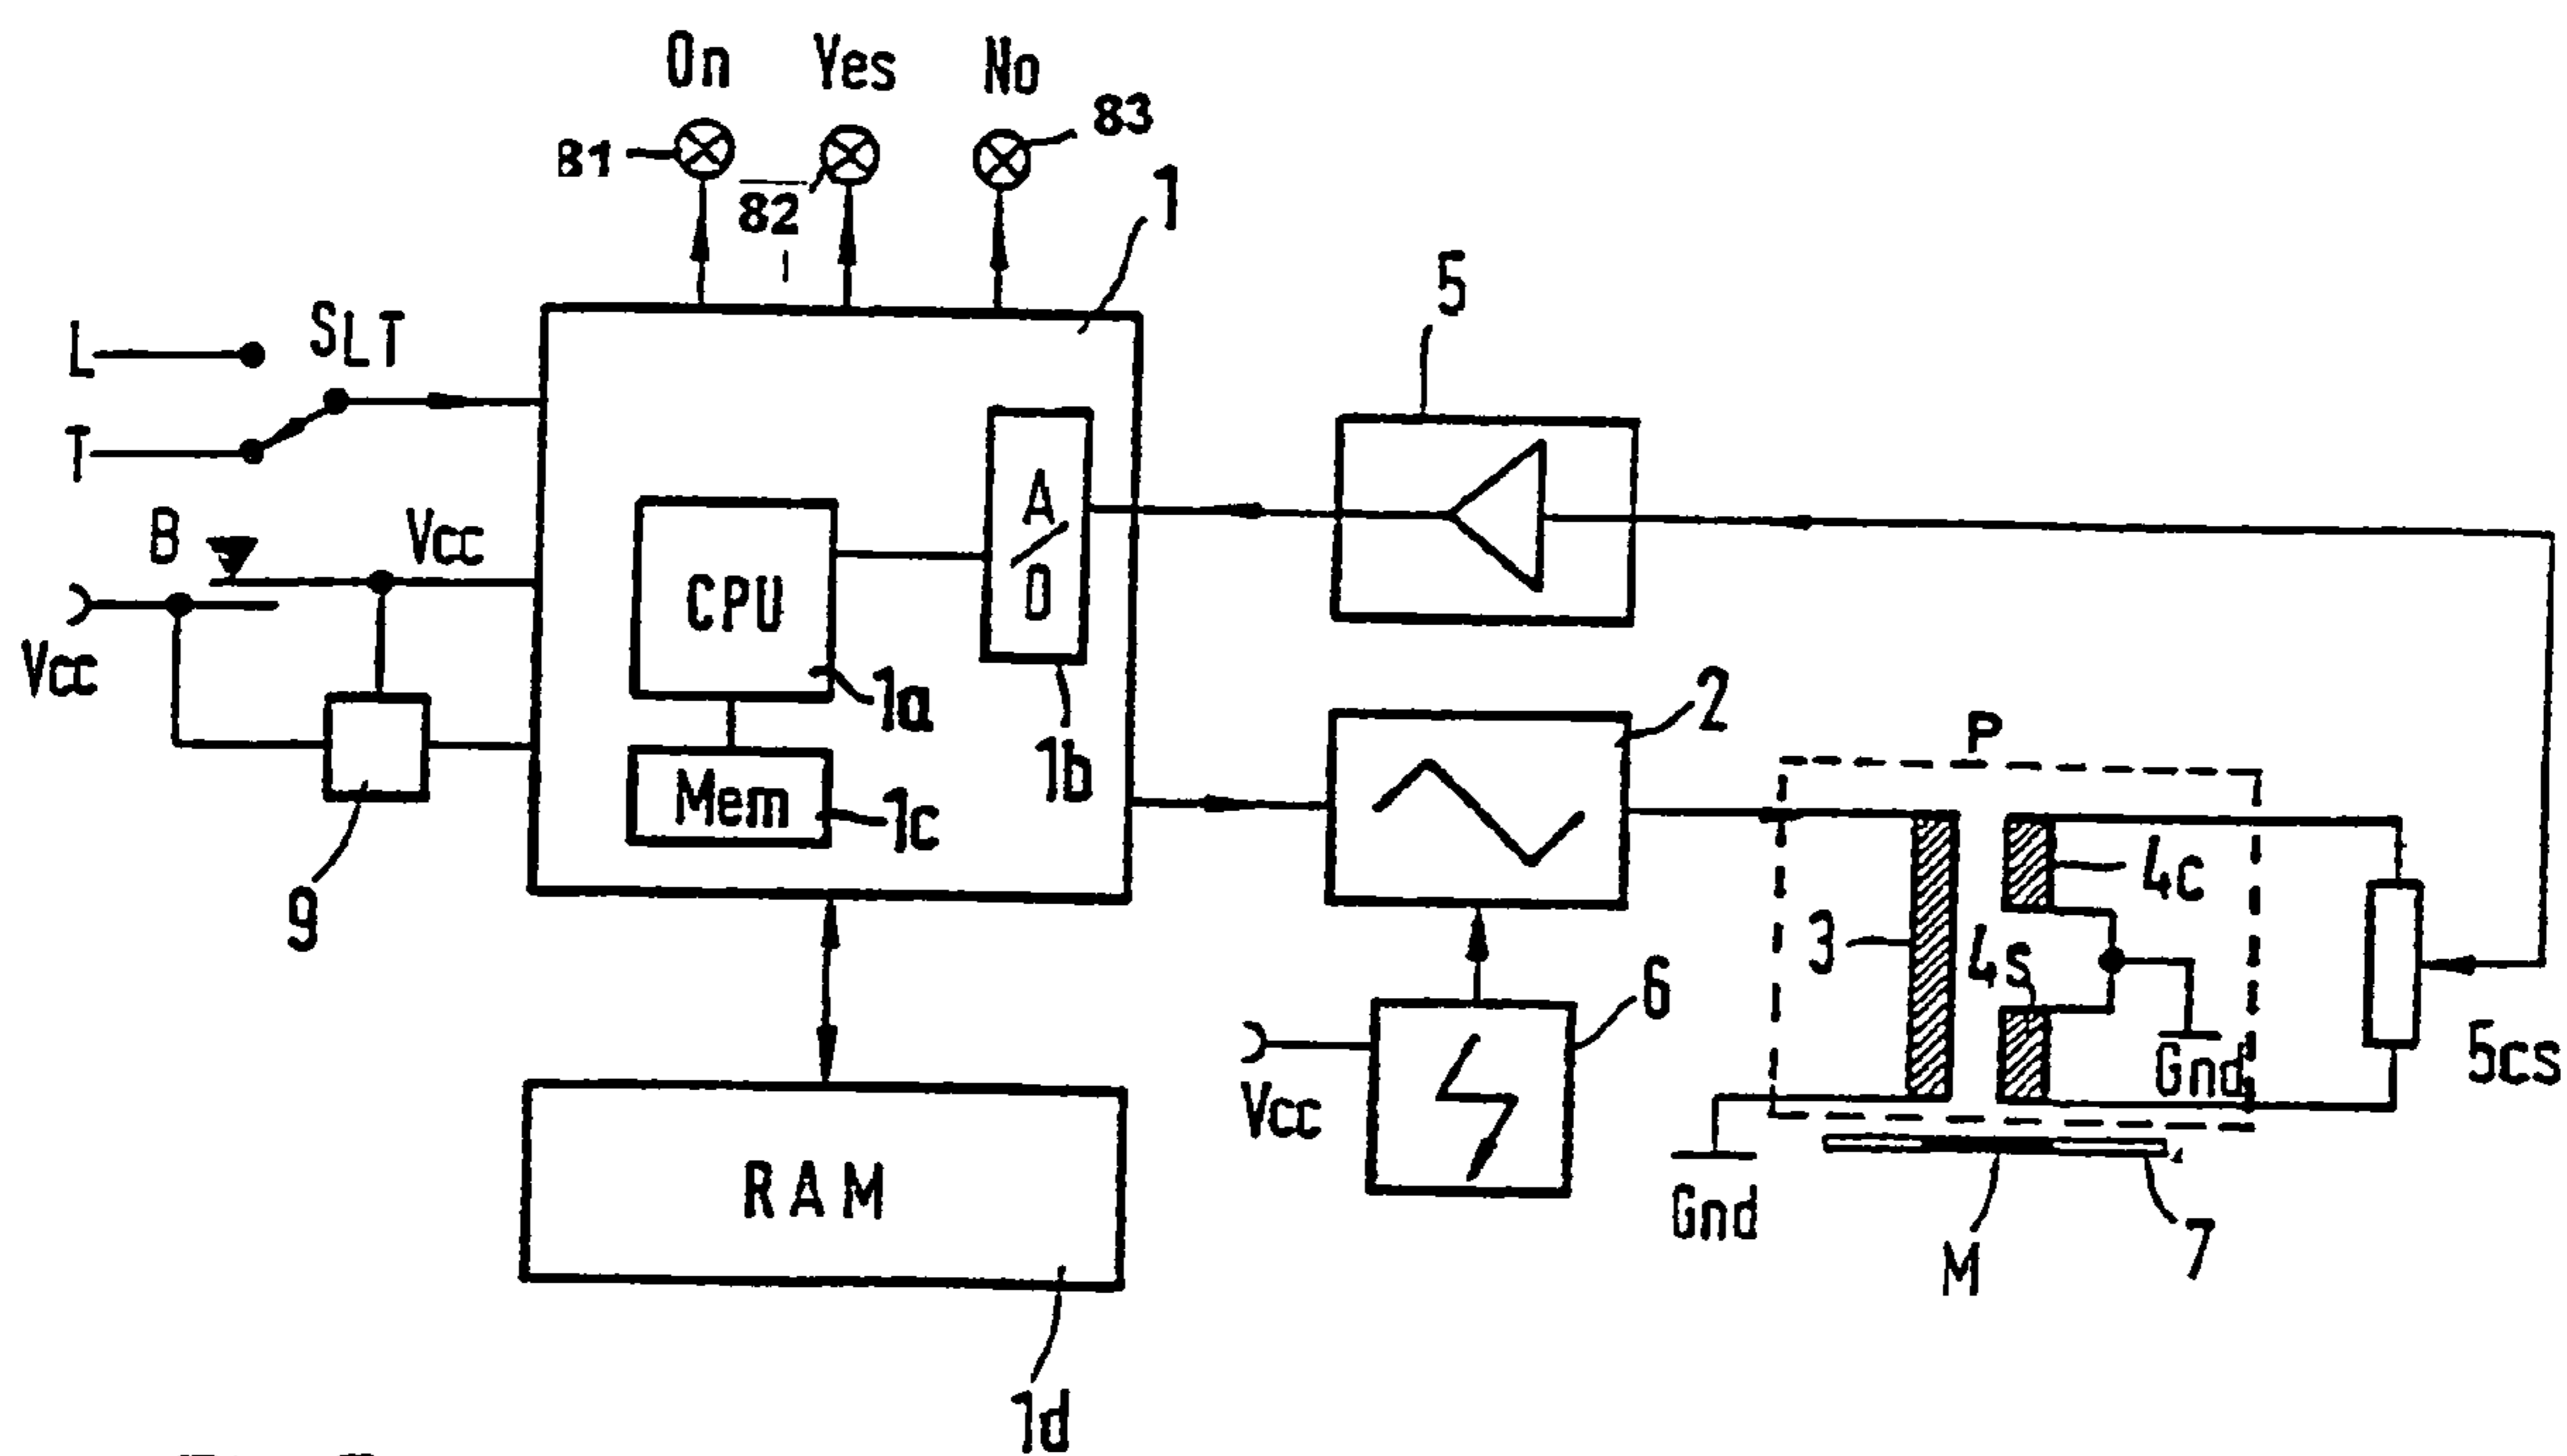 On
Yes
No
81
82
83
1
L
SLT
T
5
B
Vcc
Vcc
CPU
A/D
1a
1b
Mem
1c
9
2
P
3
4c
4s
Gnd
5cs
6
Vcc
Gnd
M
7
RAM
1d